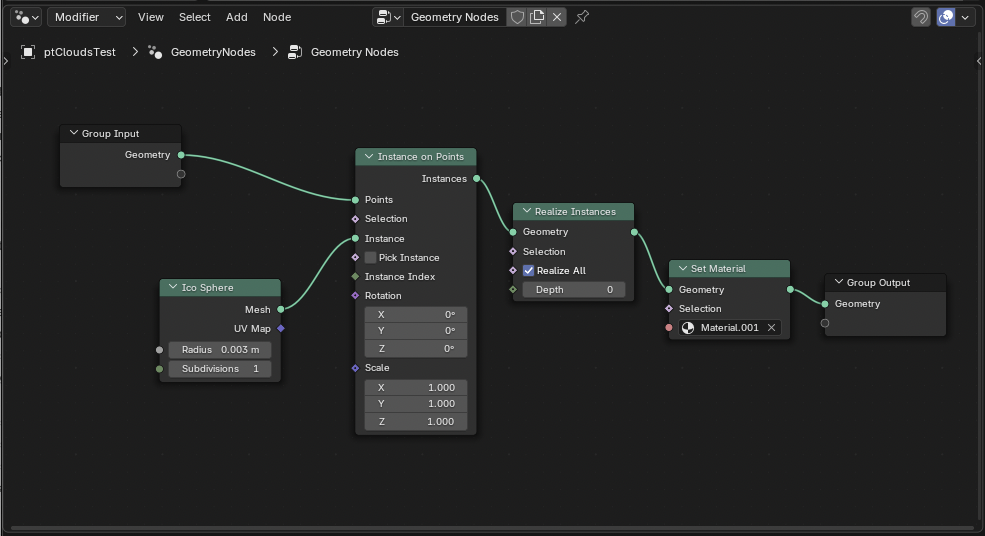 Modifier View Select Add Node Geometry Nodes
ptCloudsTest > GeometryNodes > Geometry Nodes
Group Input
Geometry
Instance on Points
Instances
Points
Selection
Instance
Pick Instance
Instance Index
Rotation
X 0°
Y 0°
Z 0°
Scale
X 1.000
Y 1.000
Z 1.000
Ico Sphere
Mesh
UV Map
Radius 0.003 m
Subdivisions 1
Realize Instances
Geometry
Selection
Realize All
Depth 0
Set Material
Geometry
Selection
Material.001
Group Output
Geometry